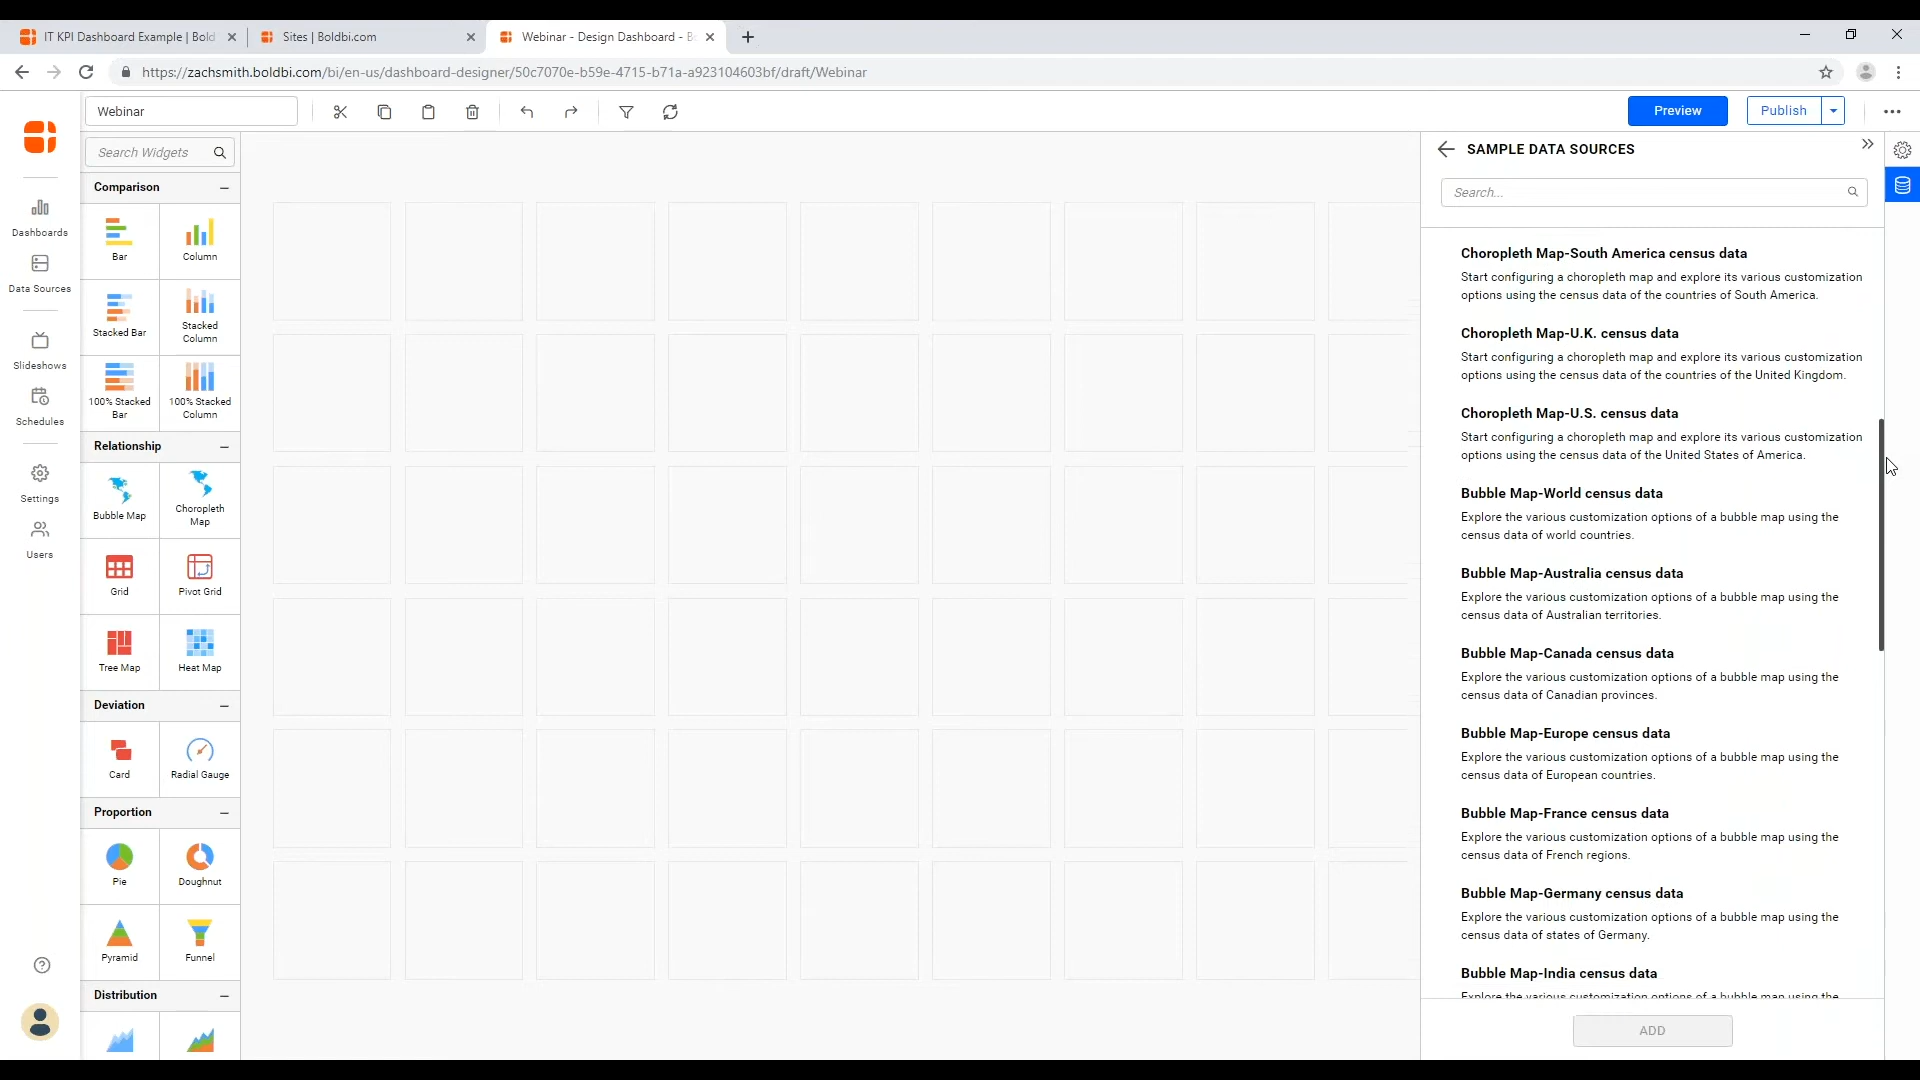 IT KPI Dashboard Example | Bold
Sites | Boldbi.com
Webinar - Design Dashboard - B
https://zachsmith.boldbi.com/bi/en-us/dashboard-designer/50c7070e-b59e-4715-b71a-a923104603bf/draft/Webinar
Webinar
Preview
Publish
Search Widgets
SAMPLE DATA SOURCES
Search...
Dashboards
Data Sources
Slideshows
Schedules
Settings
Users
Comparison
Bar
Column
Stacked Bar
Stacked
Column
100% Stacked
Bar
100% Stacked
Column
Relationship
Bubble Map
Choropleth
Map
Grid
Pivot Grid
Tree Map
Heat Map
Deviation
Card
Radial Gauge
Proportion
Pie
Doughnut
Pyramid
Funnel
Distribution
Choropleth Map-South America census data
Start configuring a choropleth map and explore its various customization
options using the census data of the countries of South America.
Choropleth Map-U.K. census data
Start configuring a choropleth map and explore its various customization
options using the census data of the countries of the United Kingdom.
Choropleth Map-U.S. census data
Start configuring a choropleth map and explore its various customization
options using the census data of the United States of America.
Bubble Map-World census data
Explore the various customization options of a bubble map using the
census data of world countries.
Bubble Map-Australia census data
Explore the various customization options of a bubble map using the
census data of Australian territories.
Bubble Map-Canada census data
Explore the various customization options of a bubble map using the
census data of Canadian provinces.
Bubble Map-Europe census data
Explore the various customization options of a bubble map using the
census data of European countries.
Bubble Map-France census data
Explore the various customization options of a bubble map using the
census data of French regions.
Bubble Map-Germany census data
Explore the various customization options of a bubble map using the
census data of states of Germany.
Bubble Map-India census data
Explore the various customization options of a bubble map using the
ADD